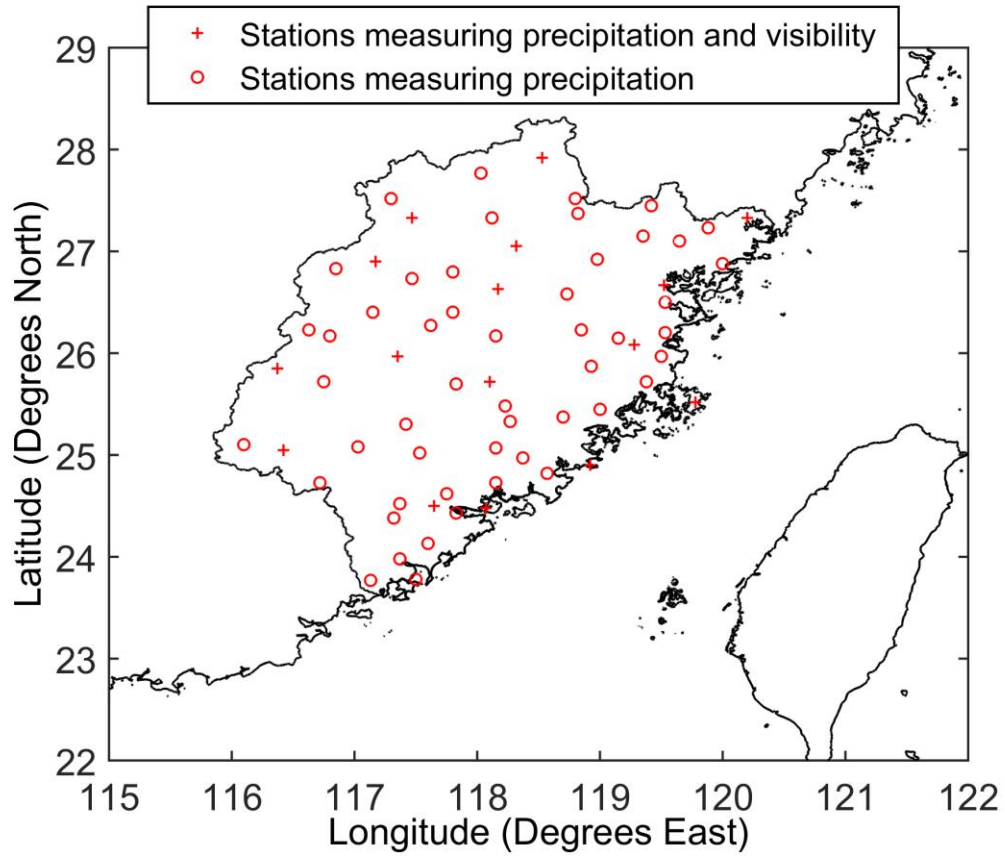 Stations measuring precipitation and visibility
Stations measuring precipitation
29
28
27
26
25
24
23
22
Latitude (Degrees North)
115 116 117 118 119 120 121 122
Longitude (Degrees East)